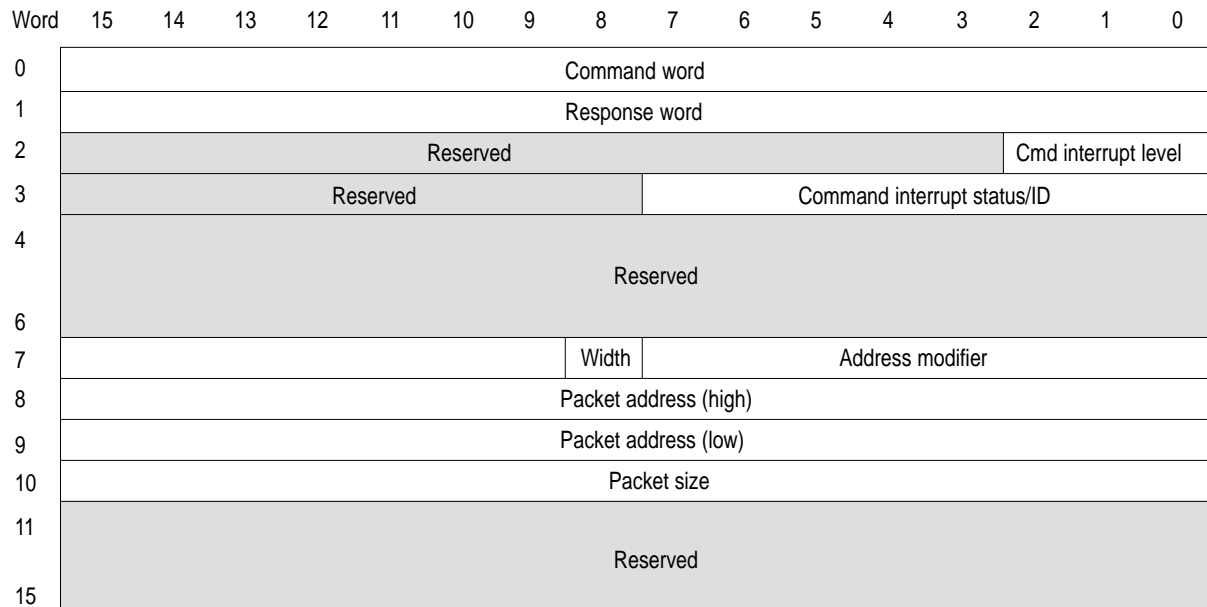 Word 15 14 13 12 11 10 9 8 7 6 5 4 3 2 1 0
0 Command word
1 Response word
2 Reserved Cmd interrupt level
3 Reserved Command interrupt status/ID
4
Reserved
6
7 Width Address modifier
8 Packet address (high)
9 Packet address (low)
10 Packet size
11
Reserved
15